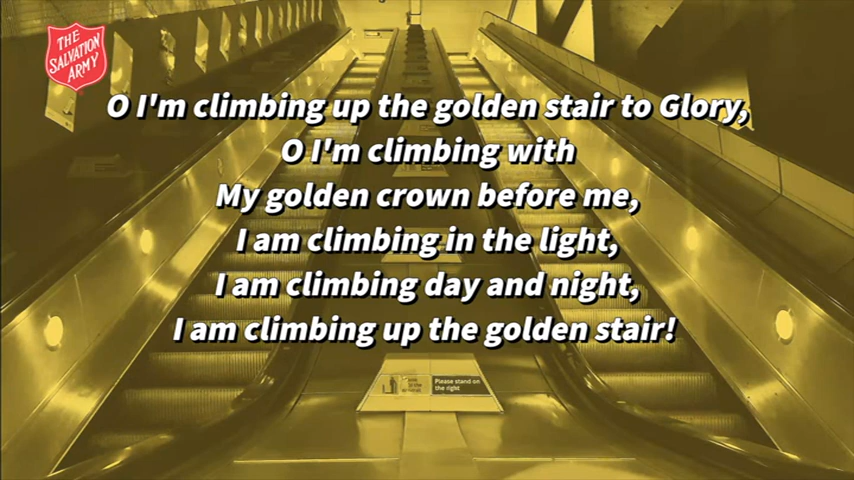 THE
SALVATION
ARMY
O I'm climbing up the golden stair to Glory,
O I'm climbing with
My golden crown before me,
I am climbing in the light,
I am climbing day and night,
I am climbing up the golden stair!
Please stand on
the right